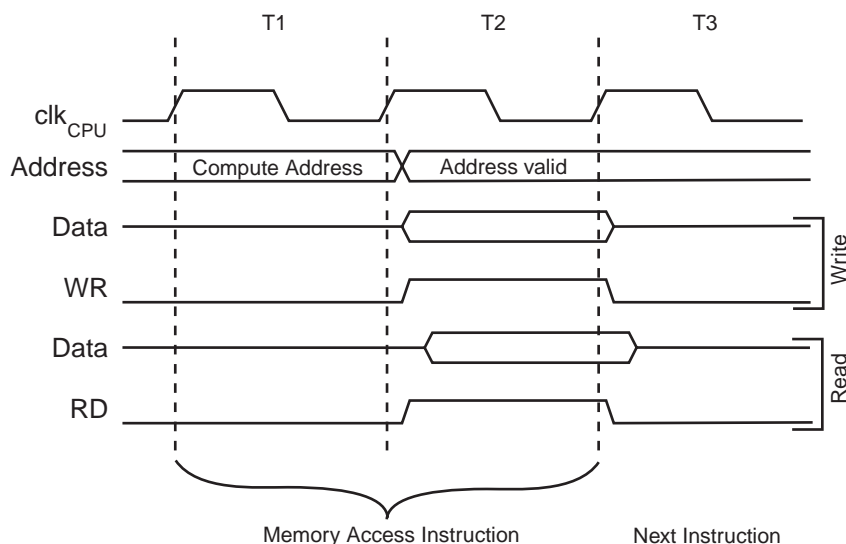 T1 T2 T3
clkCPU
Address Compute Address Address valid
Data
WR
Write
Data
RD
Read
Memory Access Instruction Next Instruction